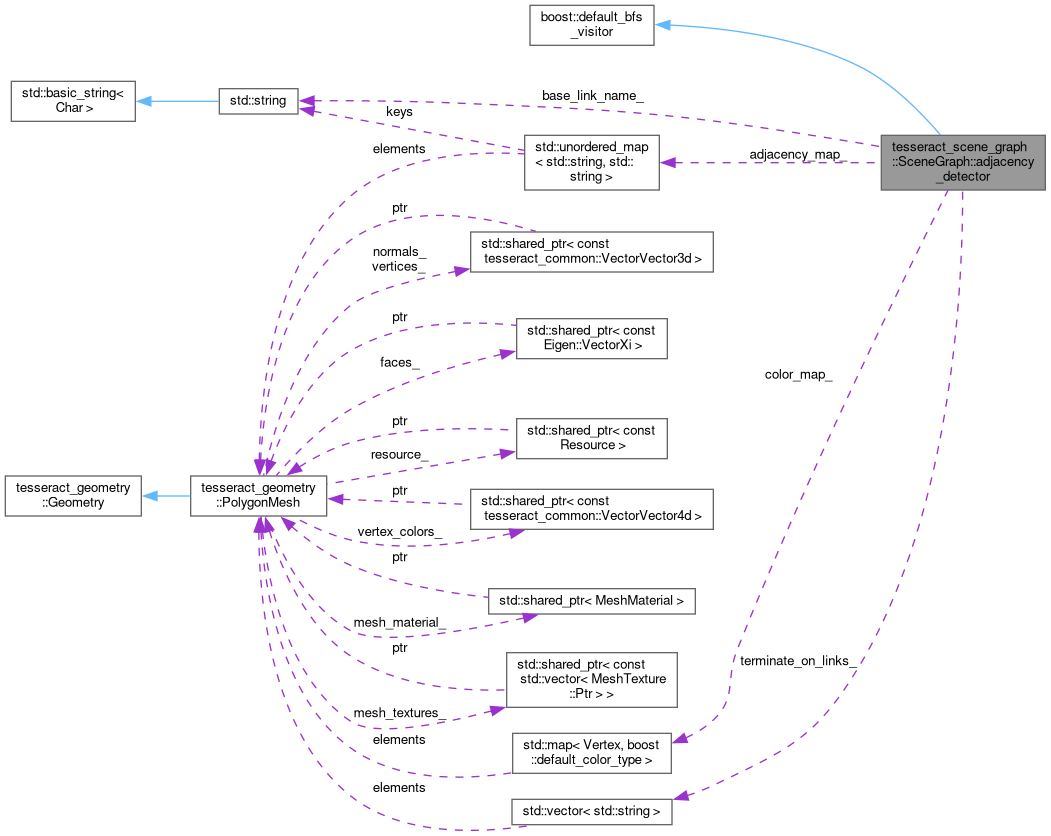 boost::default_bfs
_visitor
std::basic_string<
Char >
std::string
base_link_name_
keys
elements
std::unordered_map
< std::string, std::
string >
adjacency_map_
tesseract_scene_graph
::SceneGraph::adjacency
_detector
ptr
std::shared_ptr< const
tesseract_common::VectorVector3d >
normals_
vertices_
ptr
std::shared_ptr< const
Eigen::VectorXi >
faces_
color_map_
ptr
std::shared_ptr< const
Resource >
resource_
tesseract_geometry
::Geometry
tesseract_geometry
::PolygonMesh
ptr
std::shared_ptr< const
tesseract_common::VectorVector4d >
vertex_colors_
ptr
std::shared_ptr< MeshMaterial >
mesh_material_
ptr
std::shared_ptr< const
std::vector< MeshTexture
::Ptr > >
terminate_on_links_
mesh_textures_
elements
std::map< Vertex, boost
::default_color_type >
elements
std::vector< std::string >